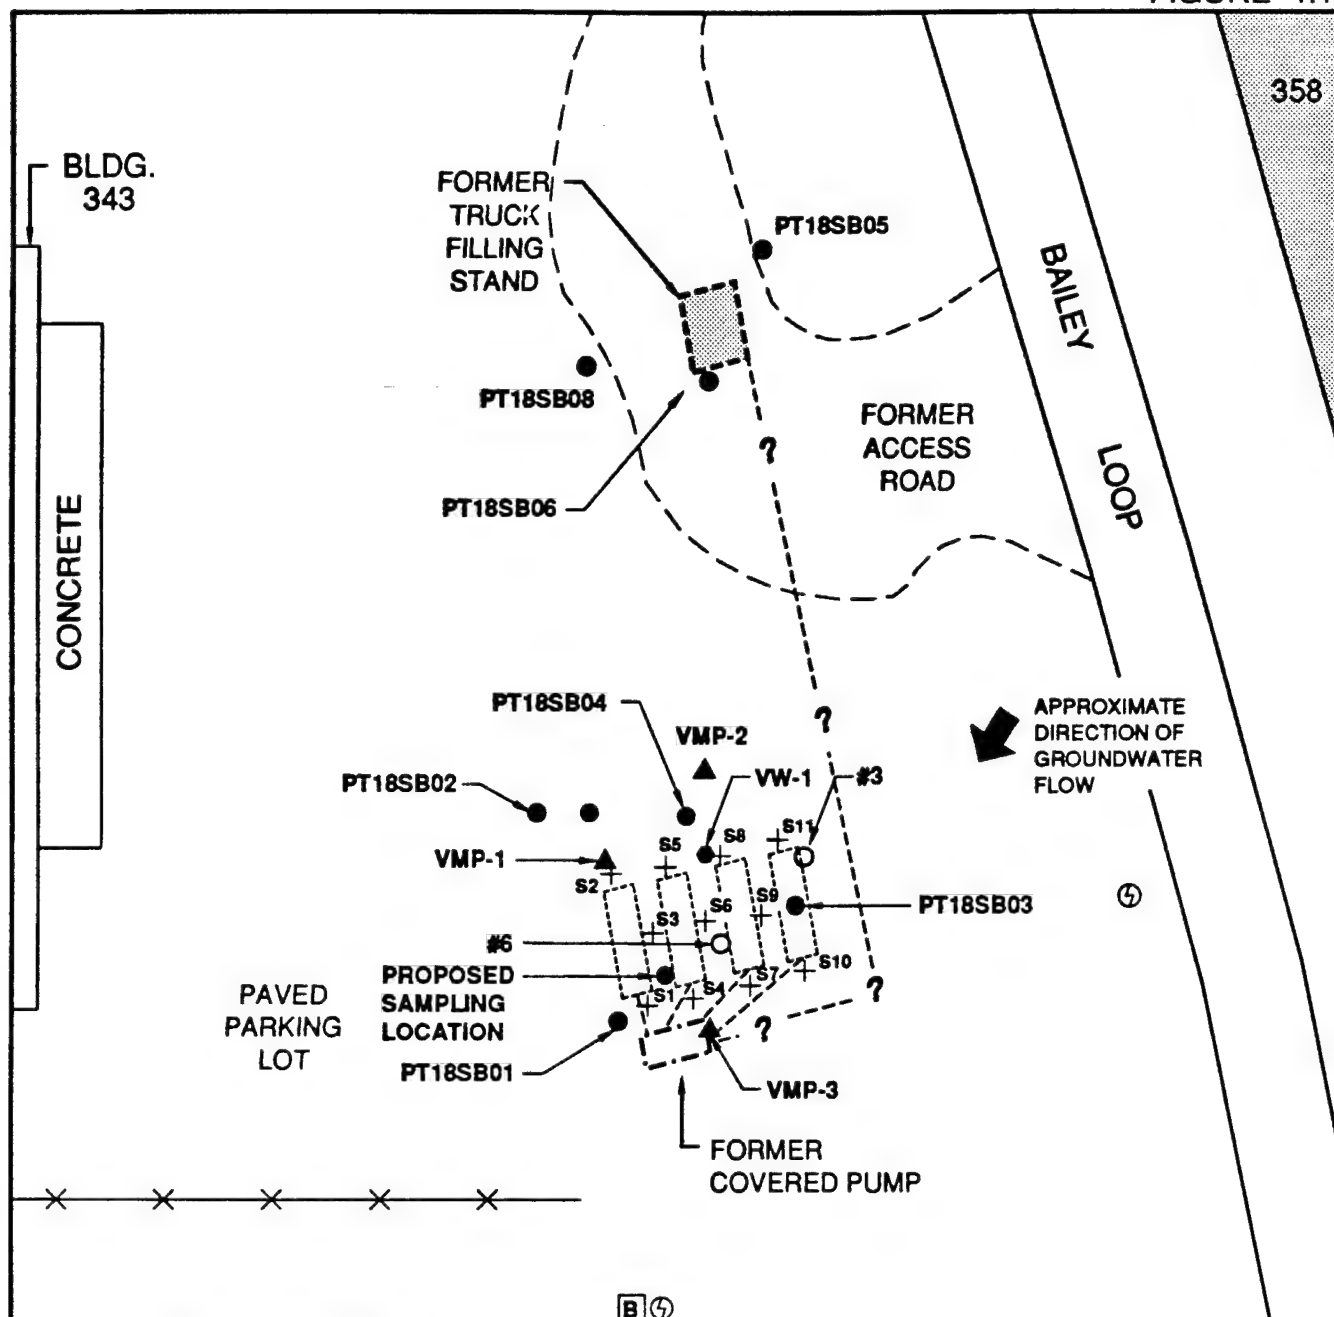 358
BLDG.
343
FORMER
TRUCK
FILLING
STAND
PT18SB05
BAILEY
LOOP
PT18SB08
FORMER
ACCESS
ROAD
?
CONCRETE
PT18SB06
PT18SB04
VMP-2
?
APPROXIMATE
DIRECTION OF
GROUNDWATER
FLOW
PT18SB02
VW-1
#3
VMP-1
S5
S8
S11
S2
S3
S6
S9
PT18SB03
#6
PROPOSED
SAMPLING
LOCATION
S1
S4
S7
S10
?
?
PAVED
PARKING
LOT
PT18SB01
VMP-3
FORMER
COVERED PUMP
B